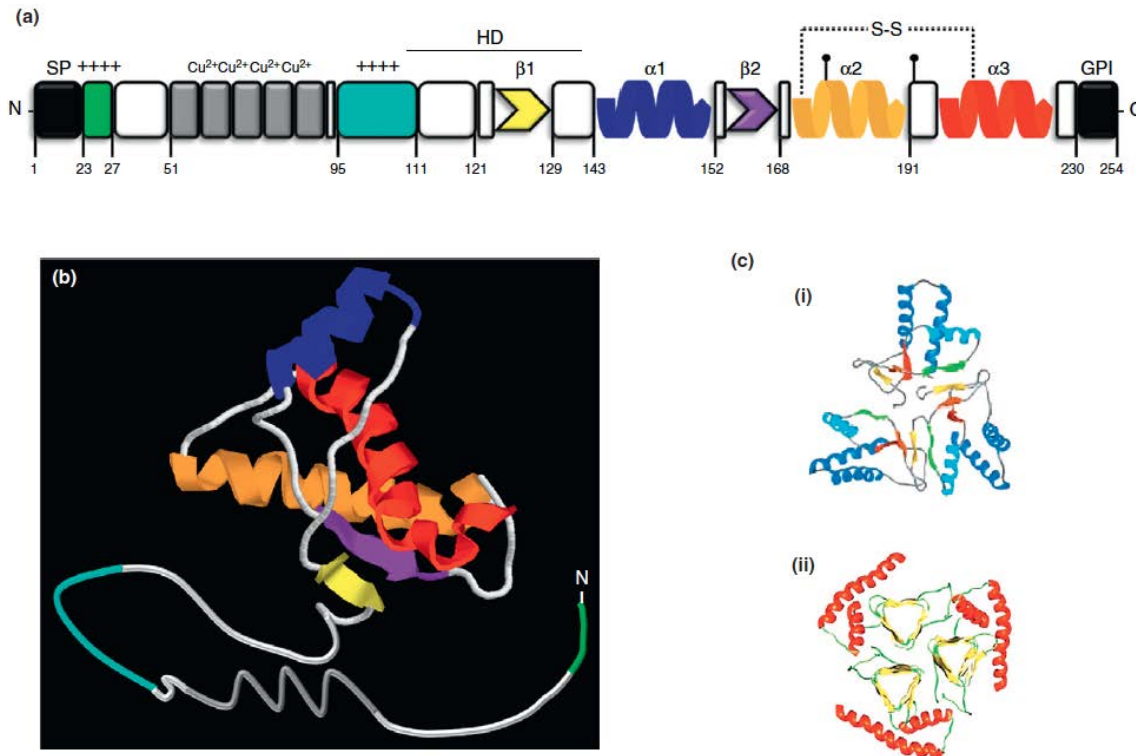 (a)
HD
S-S
SP ++++ Cu²⁺Cu²⁺Cu²⁺Cu²⁺ ++++ β1 α1 β2 α2 α3 GPI
N C
1 23 27 51 95 111 121 129 143 152 168 191 230 254
(b)
N
(c)
(i)
(ii)